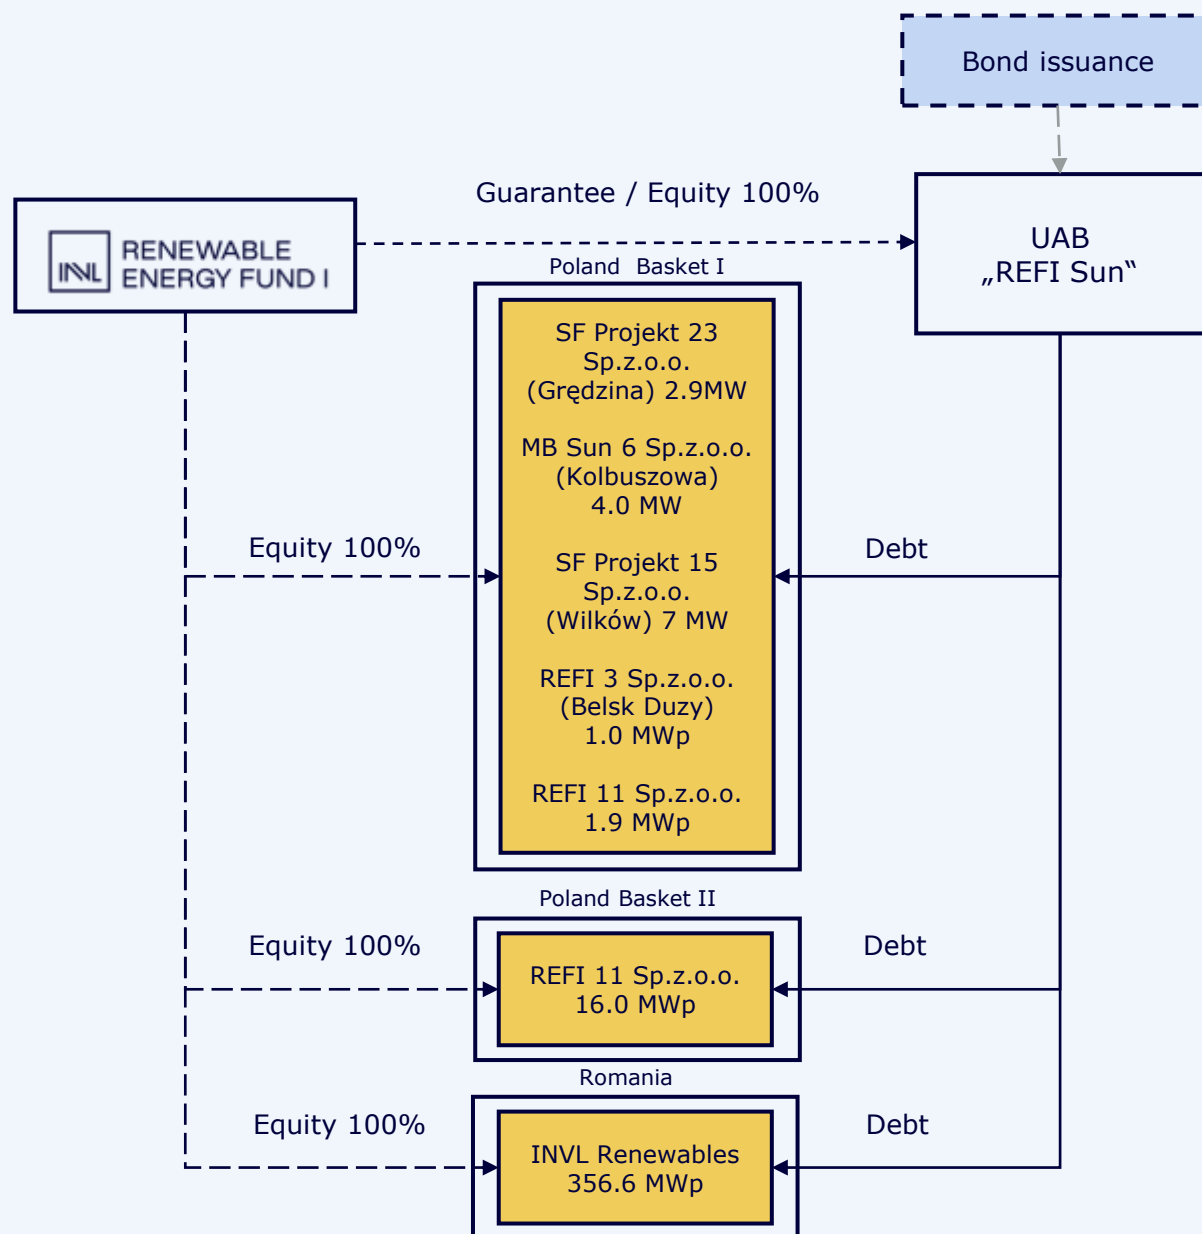 Bond issuance
Guarantee / Equity 100%
INVL
RENEWABLE
ENERGY FUND I
UAB
„REFI Sun“
Poland Basket I
SF Projekt 23
Sp.z.o.o.
(Grędzina) 2.9MW
MB Sun 6 Sp.z.o.o.
(Kolbuszowa)
4.0 MW
Equity 100%
Debt
SF Projekt 15
Sp.z.o.o.
(Wilków) 7 MW
REFI 3 Sp.z.o.o.
(Belsk Duzy)
1.0 MWp
REFI 11 Sp.z.o.o.
1.9 MWp
Poland Basket II
Equity 100%
Debt
REFI 11 Sp.z.o.o.
16.0 MWp
Romania
Equity 100%
Debt
INVL Renewables
356.6 MWp